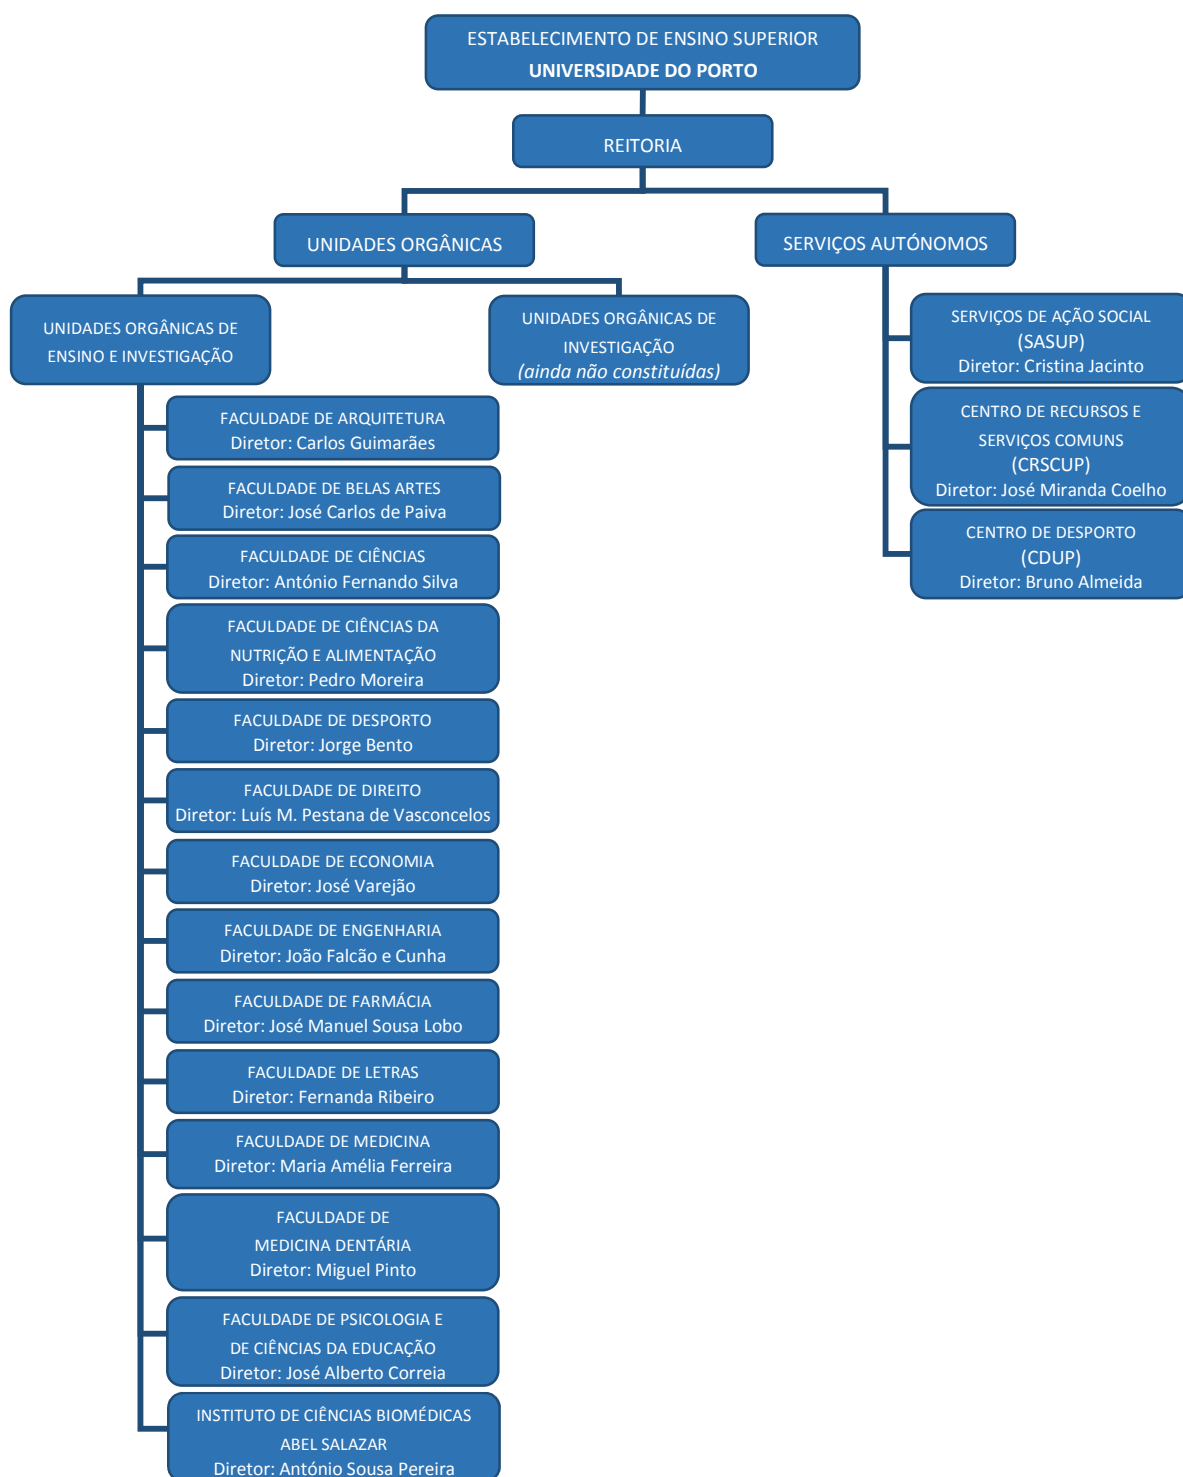 ESTABELECIMENTO DE ENSINO SUPERIOR
UNIVERSIDADE DO PORTO
REITORIA
UNIDADES ORGÂNICAS
SERVIÇOS AUTÓNOMOS
UNIDADES ORGÂNICAS DE
ENSINO E INVESTIGAÇÃO
UNIDADES ORGÂNICAS DE
INVESTIGAÇÃO
(ainda não constituídas)
SERVIÇOS DE AÇÃO SOCIAL
(SASUP)
Diretor: Cristina Jacinto
CENTRO DE RECURSOS E
SERVIÇOS COMUNS
(CRSCUP)
Diretor: José Miranda Coelho
CENTRO DE DESPORTO
(CDUP)
Diretor: Bruno Almeida
FACULDADE DE ARQUITETURA
Diretor: Carlos Guimarães
FACULDADE DE BELAS ARTES
Diretor: José Carlos de Paiva
FACULDADE DE CIÊNCIAS
Diretor: António Fernando Silva
FACULDADE DE CIÊNCIAS DA
NUTRIÇÃO E ALIMENTAÇÃO
Diretor: Pedro Moreira
FACULDADE DE DESPORTO
Diretor: Jorge Bento
FACULDADE DE DIREITO
Diretor: Luís M. Pestana de Vasconcelos
FACULDADE DE ECONOMIA
Diretor: José Varejão
FACULDADE DE ENGENHARIA
Diretor: João Falcão e Cunha
FACULDADE DE FARMÁCIA
Diretor: José Manuel Sousa Lobo
FACULDADE DE LETRAS
Diretor: Fernanda Ribeiro
FACULDADE DE MEDICINA
Diretor: Maria Amélia Ferreira
FACULDADE DE
MEDICINA DENTÁRIA
Diretor: Miguel Pinto
FACULDADE DE PSICOLOGIA E
DE CIÊNCIAS DA EDUCAÇÃO
Diretor: José Alberto Correia
INSTITUTO DE CIÊNCIAS BIOMÉDICAS
ABEL SALAZAR
Diretor: António Sousa Pereira